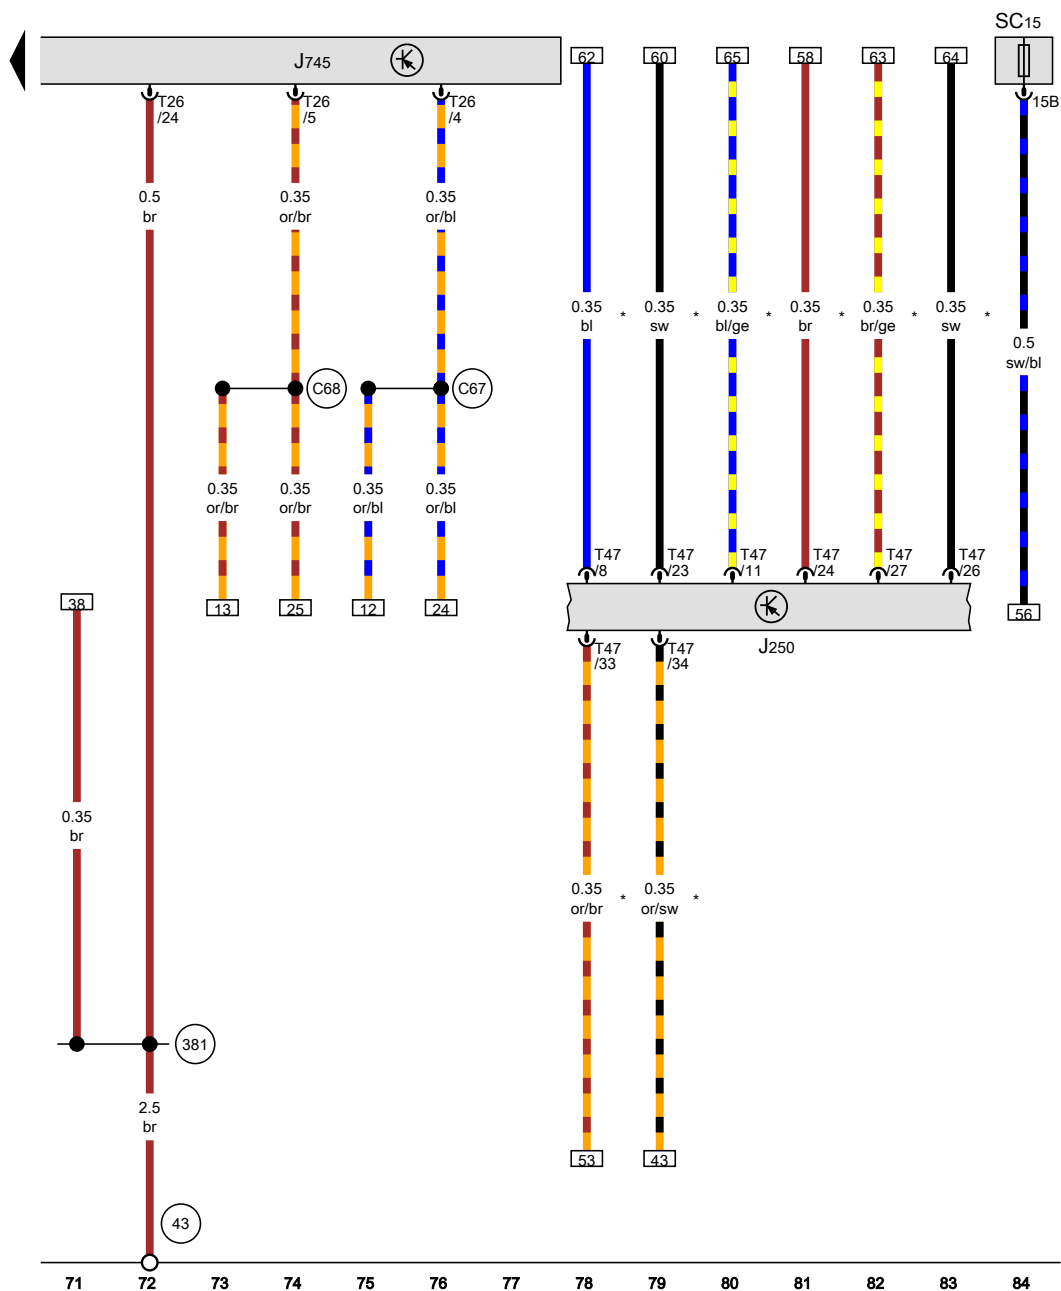 SC15
J745
62
60
65
58
63
64
T26
/24
T26
/5
T26
/4
15B
0.5
br
0.35
or/br
0.35
or/bl
0.35
bl
*
0.35
sw
*
0.35
bl/ge
*
0.35
br
*
0.35
br/ge
*
0.35
sw
*
0.5
sw/bl
C68
C67
0.35
or/br
0.35
or/br
0.35
or/bl
0.35
or/bl
T47
/8
T47
/23
T47
/11
T47
/24
T47
/27
T47
/26
38
13
25
12
24
56
J250
T47
/33
T47
/34
0.35
br
0.35
or/br
*
0.35
or/sw
*
381
2.5
br
53
43
43
71 72 73 74 75 76 77 78 79 80 81 82 83 84